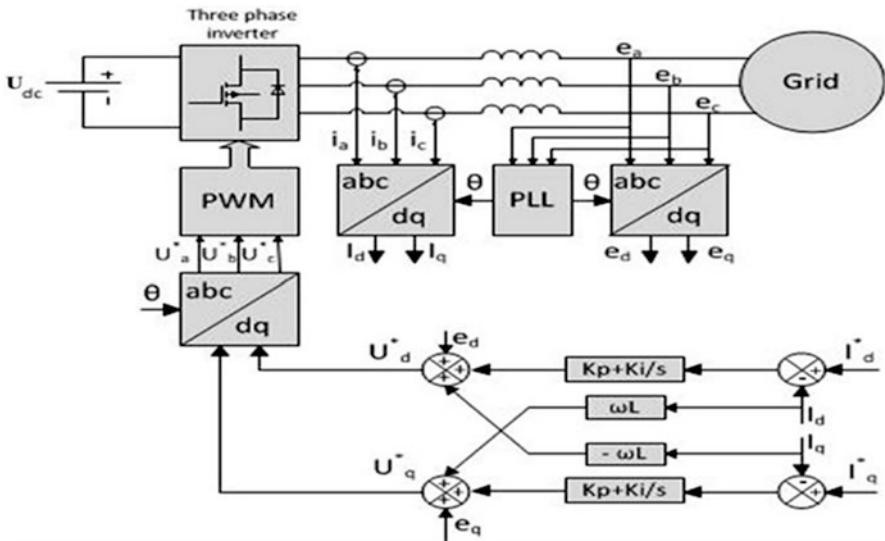 Three phase
inverter
U dc
+
-
e_a
e_b
e_c
Grid
i_a i_b i_c
abc
dq
θ
PLL
θ
abc
dq
PWM
I_d I_q
e_d e_q
U*_a U*_b U*_c
θ
abc
dq
U*_d
e_d
+ + +
Kp+Ki/s
+ -
I*_d
ωL
I_d
I_q
- ωL
U*_q
+ + +
e_q
Kp+Ki/s
- +
I*_q